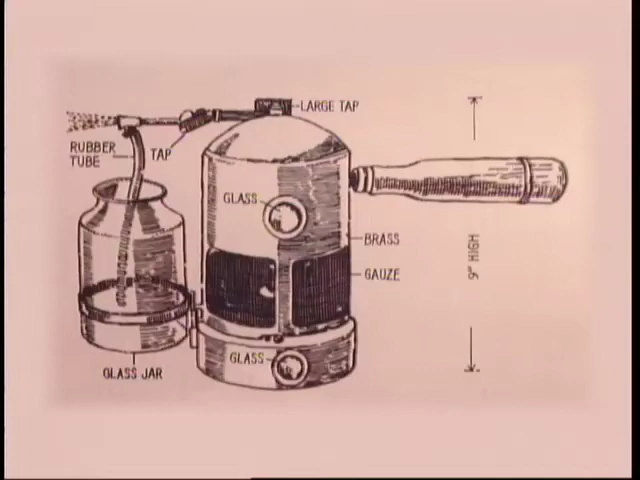 LARGE TAP
RUBBER
TUBE
TAP
GLASS
BRASS
GAUZE
9" HIGH
GLASS
GLASS JAR